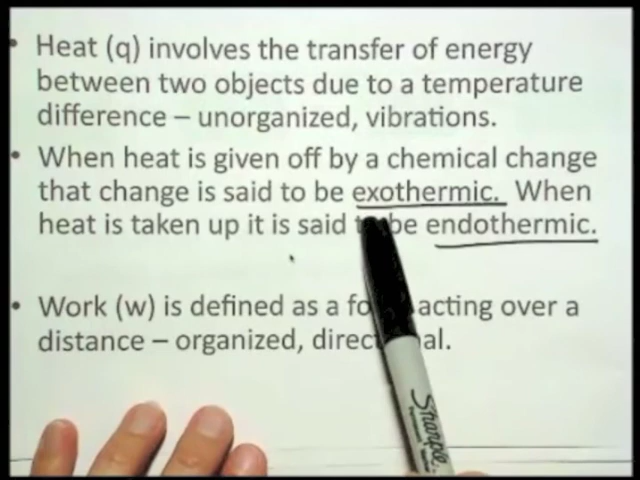 • Heat (q) involves the transfer of energy
between two objects due to a temperature
difference – unorganized, vibrations.
• When heat is given off by a chemical change
that change is said to be exothermic. When
heat is taken up it is said be endothermic.
• Work (w) is defined as a acting over a
distance – organized,
Sharpie